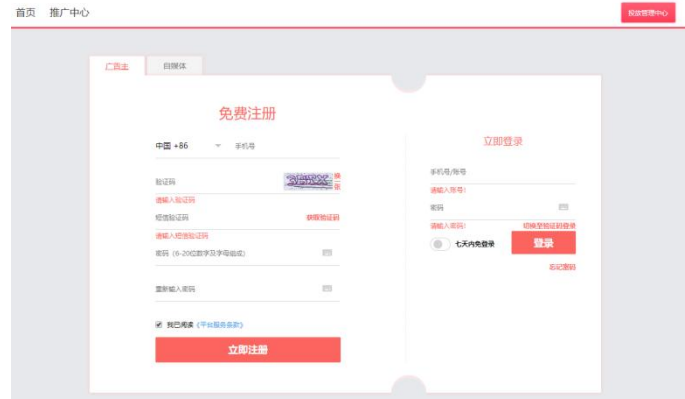 首页 推广中心
投放管理中心
广告主 自媒体
免费注册
中国 +86 手机号
验证码 换一张
请输入验证码
短信验证码 获取验证码
请输入短信验证码
密码 (6-20位数字及字母组成)
重新输入密码
我已阅读《平台服务条款》
立即注册
立即登录
手机号/账号
请输入账号!
密码
请输入密码! 切换至验证码登录
七天内免登录 登录
忘记密码